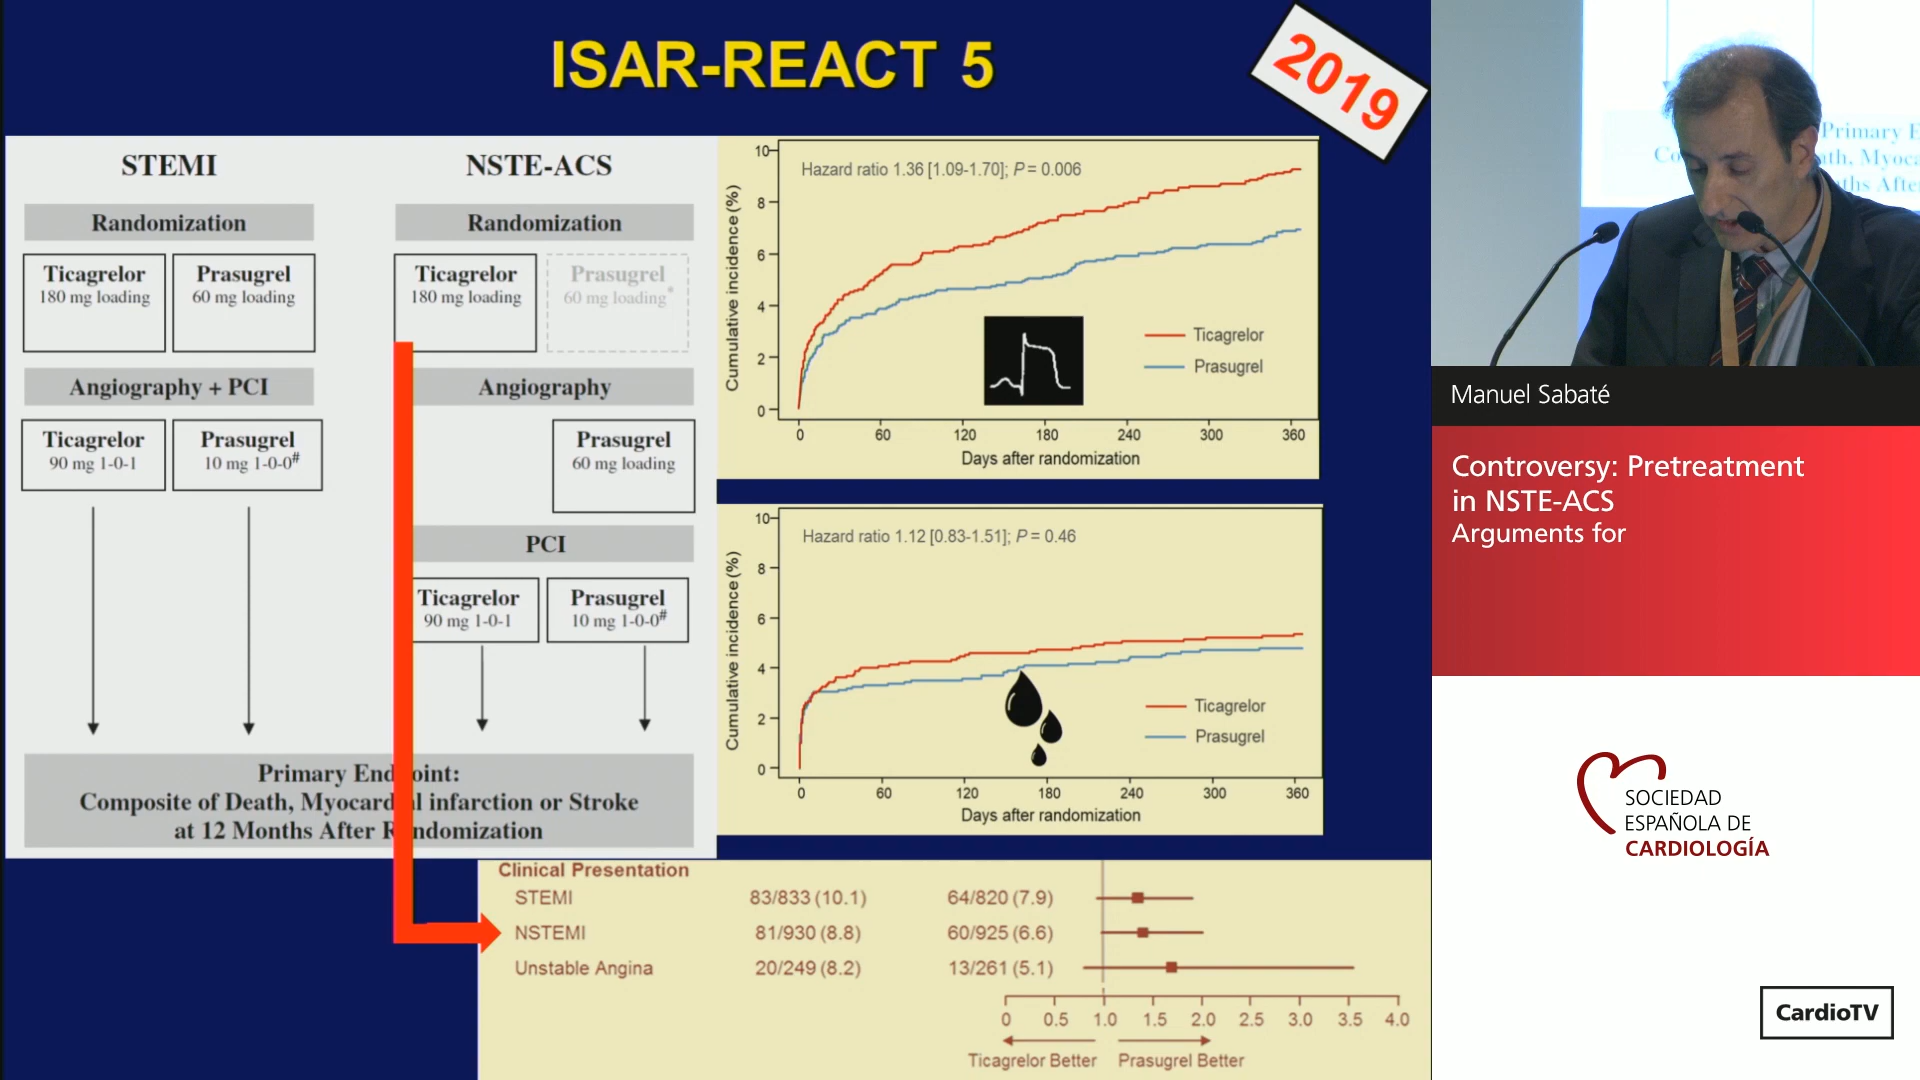 ISAR-REACT 5
2019
STEMI
Randomization
Ticagrelor
180 mg loading
Prasugrel
60 mg loading
Angiography + PCI
Ticagrelor
90 mg 1-0-1
Prasugrel
10 mg 1-0-0#
NSTE-ACS
Randomization
Ticagrelor
180 mg loading
Prasugrel
60 mg loading*
Angiography
Prasugrel
60 mg loading
PCI
Ticagrelor
90 mg 1-0-1
Prasugrel
10 mg 1-0-0#
Primary Endpoint:
Composite of Death, Myocardial infarction or Stroke
at 12 Months After Randomization
Hazard ratio 1.36 [1.09-1.70]; P = 0.006
Cumulative incidence (%)
10
8
6
4
2
0
Ticagrelor
Prasugrel
0 60 120 180 240 300 360
Days after randomization
Hazard ratio 1.12 [0.83-1.51]; P = 0.46
Cumulative incidence (%)
10
8
6
4
2
0
Ticagrelor
Prasugrel
0 60 120 180 240 300 360
Days after randomization
Clinical Presentation
STEMI 83/833 (10.1) 64/820 (7.9)
NSTEMI 81/930 (8.8) 60/925 (6.6)
Unstable Angina 20/249 (8.2) 13/261 (5.1)
0 0.5 1.0 1.5 2.0 2.5 3.0 3.5 4.0
Ticagrelor Better Prasugrel Better
Primary E
Co
ath, Myoca
ths After
Manuel Sabaté
Controversy: Pretreatment
in NSTE-ACS
Arguments for
SOCIEDAD
ESPAÑOLA DE
CARDIOLOGÍA
CardioTV